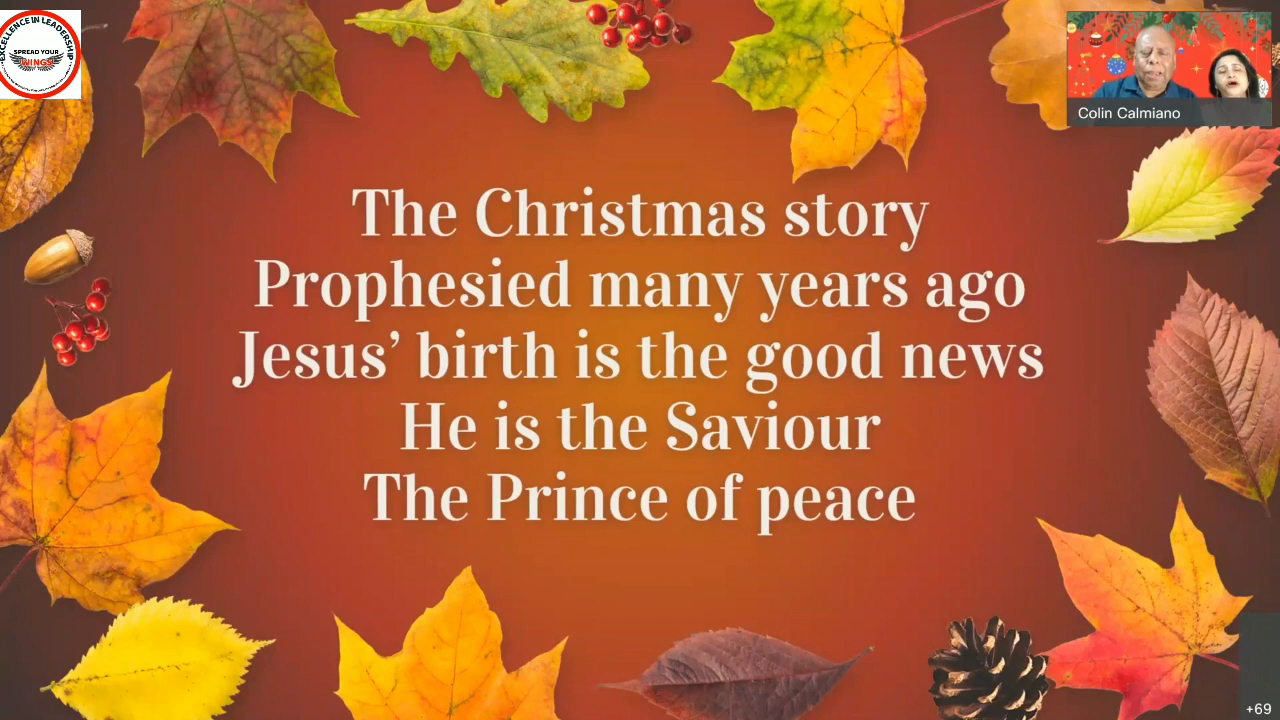 EXCELLENCE IN LEADERSHIP
SPREAD YOUR
WINGS
Colin Calmiano
The Christmas story
Prophesied many years ago
Jesus’ birth is the good news
He is the Saviour
The Prince of peace
+69